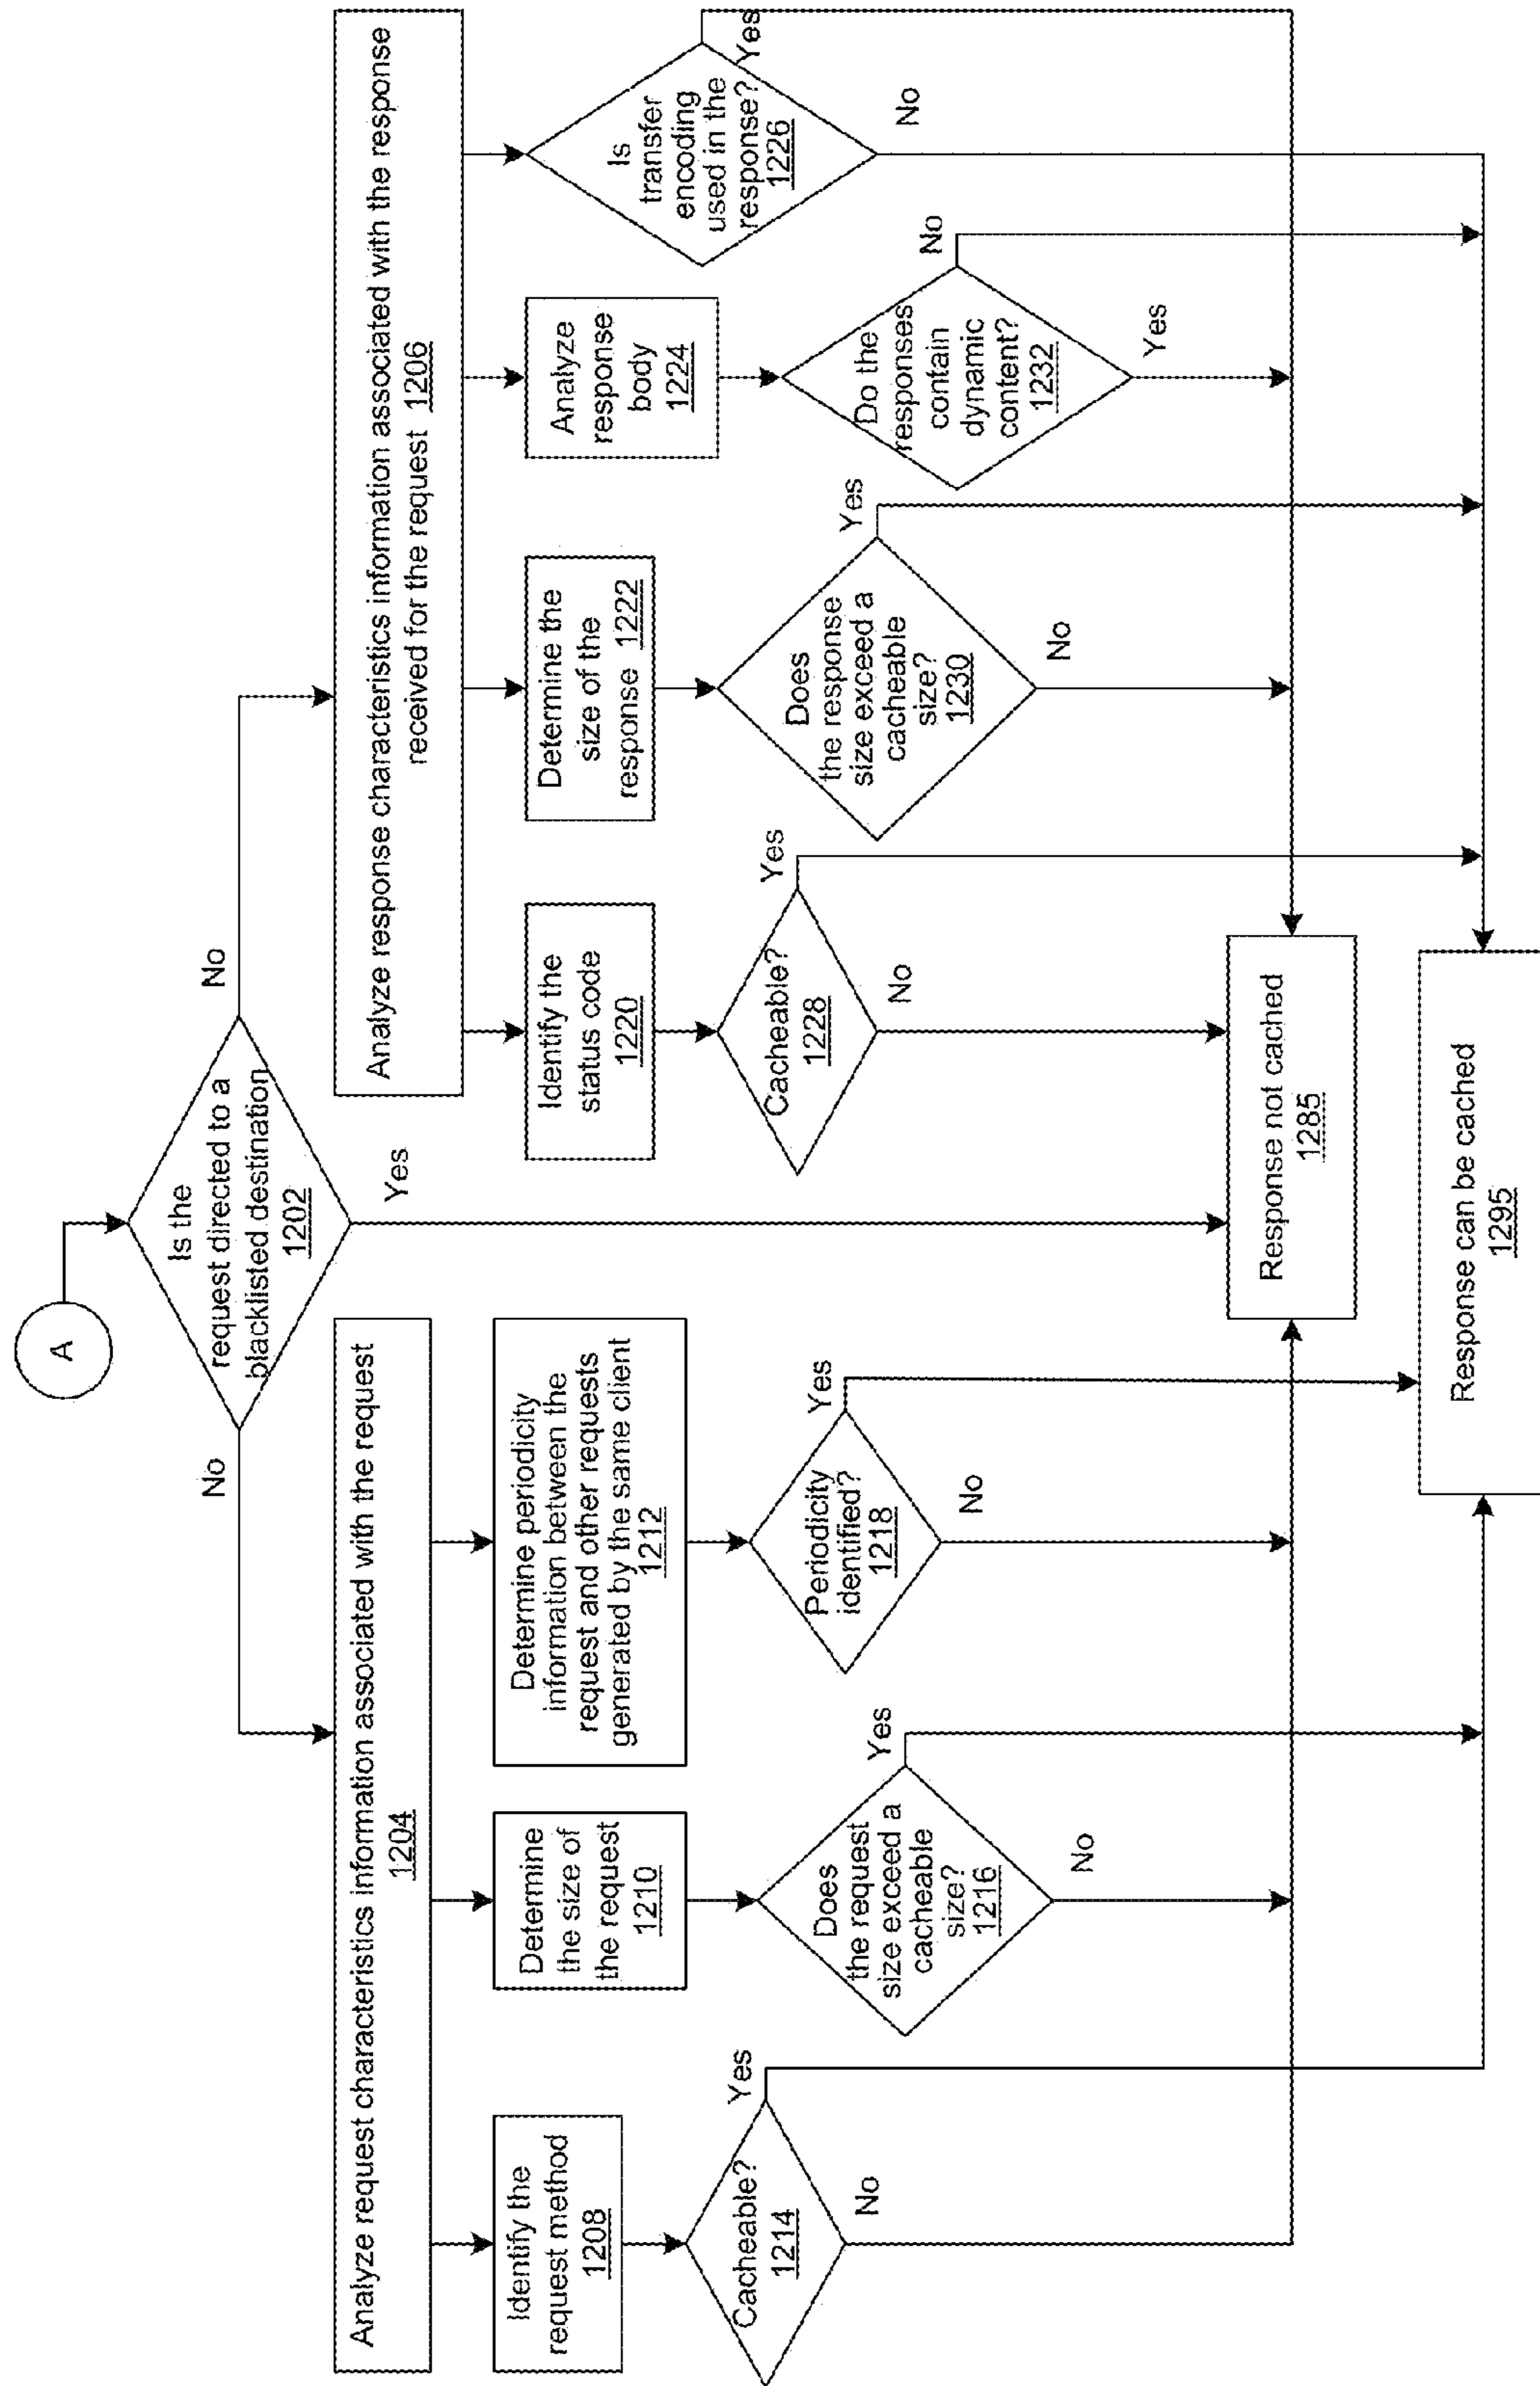 A
Is the
request directed to a
blacklisted destination
1202
No
No
Yes
Analyze request characteristics information associated with the request
1204
Analyze response characteristics information associated with the response
received for the request 1206
Identify the
request method
1208
Determine
the size of
the request
1210
Determine periodicity
information between the
request and other requests
generated by the same client
1212
Identify the
status code
1220
Determine the
size of the
response 1222
Analyze
response
body
1224
Is
transfer
encoding
used in the
response?
1226
Yes
No
Cacheable?
1214
Yes
No
Does
the request
size exceed a
cacheable
size?
1216
Yes
No
Periodicity
identified?
1218
Yes
No
Cacheable?
1228
Yes
No
Does
the response
size exceed a
cacheable
size?
1230
Yes
No
Do the
responses
contain
dynamic
content?
1232
No
Yes
Response not cached
1285
Response can be cached
1295